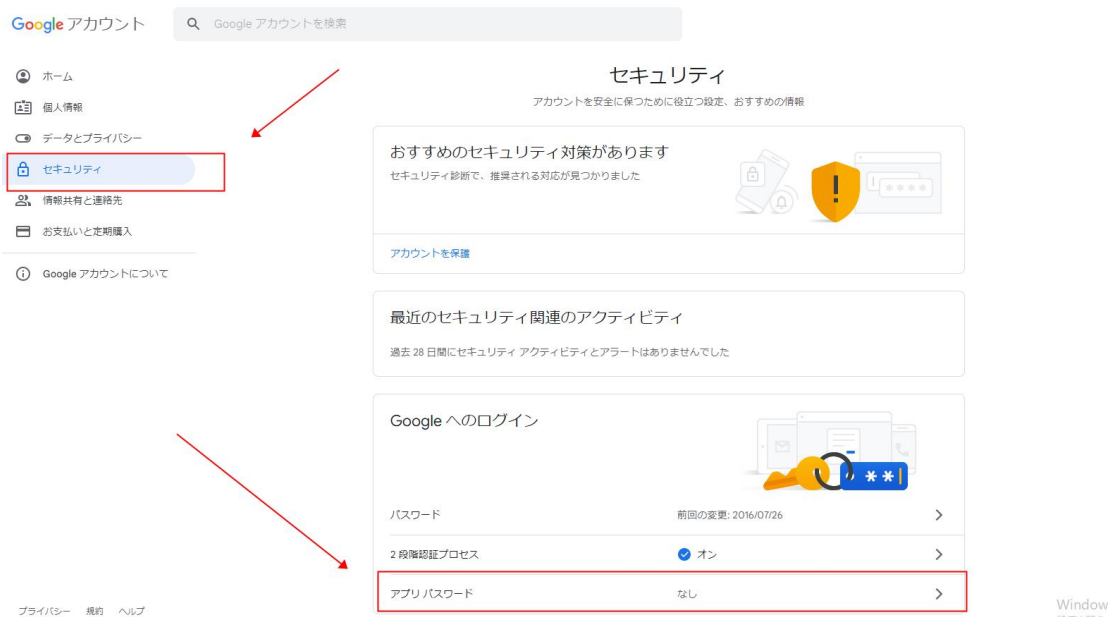 Google アカウント
Google アカウントを検索
ホーム
個人情報
データとプライバシー
セキュリティ
情報共有と連絡先
お支払いと定期購入
Google アカウントについて
プライバシー 規約 ヘルプ
セキュリティ
アカウントを安全に保つために役立つ設定、おすすめの情報
おすすめのセキュリティ対策があります
セキュリティ診断で、推奨される対応が見つかりました
アカウントを保護
最近のセキュリティ関連のアクティビティ
過去 28 日間にセキュリティ アクティビティとアラートはありませんでした
Google へのログイン
パスワード 前回の変更: 2016/07/26
2 段階認証プロセス オン
アプリ パスワード なし
Window